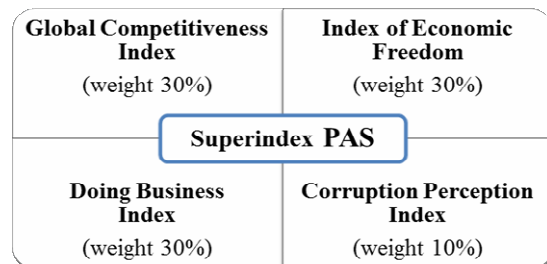 Global Competitiveness
Index
(weight 30%)
Index of Economic
Freedom
(weight 30%)
Superindex PAS
Doing Business
Index
(weight 30%)
Corruption Perception
Index
(weight 10%)